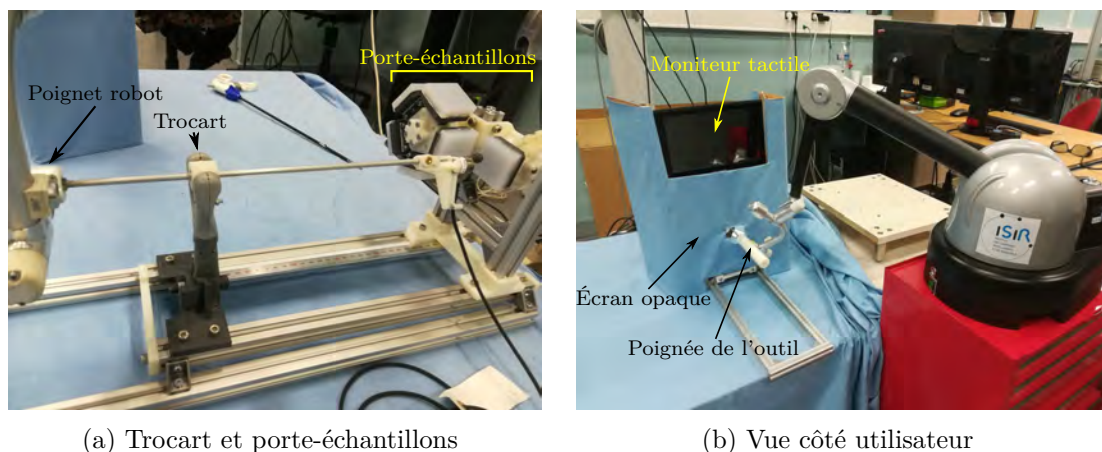 Porte-échantillons
Poignet robot
Trocart
Moniteur tactile
ISIR
Écran opaque
Poignée de l'outil
(a) Trocart et porte-échantillons
(b) Vue côté utilisateur